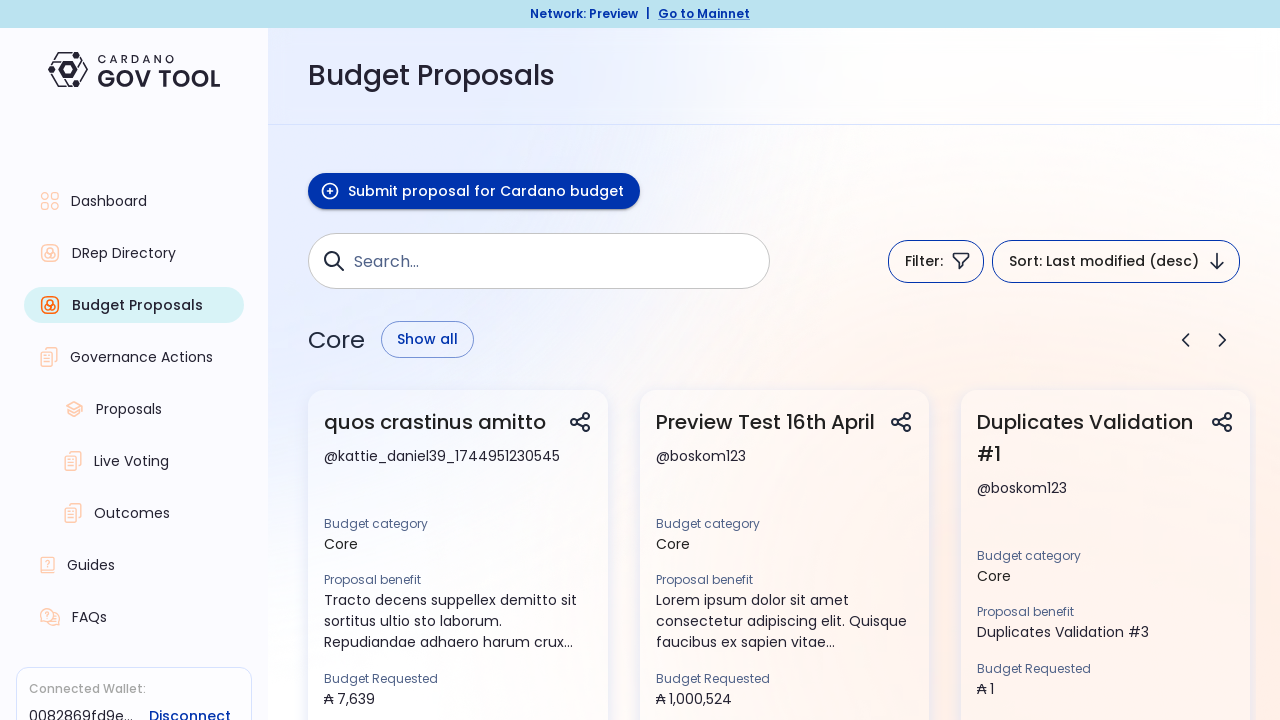 Network: Preview | Go to Mainnet
CARDANO
GOV TOOL
Budget Proposals
Dashboard
DRep Directory
Budget Proposals
Governance Actions
Proposals
Live Voting
Outcomes
Guides
FAQs
Connected Wallet:
0082869fd9e... Disconnect
Submit proposal for Cardano budget
Search...
Filter:
Sort: Last modified (desc)
Core
Show all
quos crastinus amitto
@kattie_daniel39_1744951230545
Budget category
Core
Proposal benefit
Tracto decens suppellex demitto sit
sortitus ultio sto laborum.
Repudiandae adhaero harum crux...
Budget Requested
₳ 7,639
Preview Test 16th April
@boskom123
Budget category
Core
Proposal benefit
Lorem ipsum dolor sit amet
consectetur adipiscing elit. Quisque
faucibus ex sapien vitae...
Budget Requested
₳ 1,000,524
Duplicates Validation
#1
@boskom123
Budget category
Core
Proposal benefit
Duplicates Validation #3
Budget Requested
₳ 1